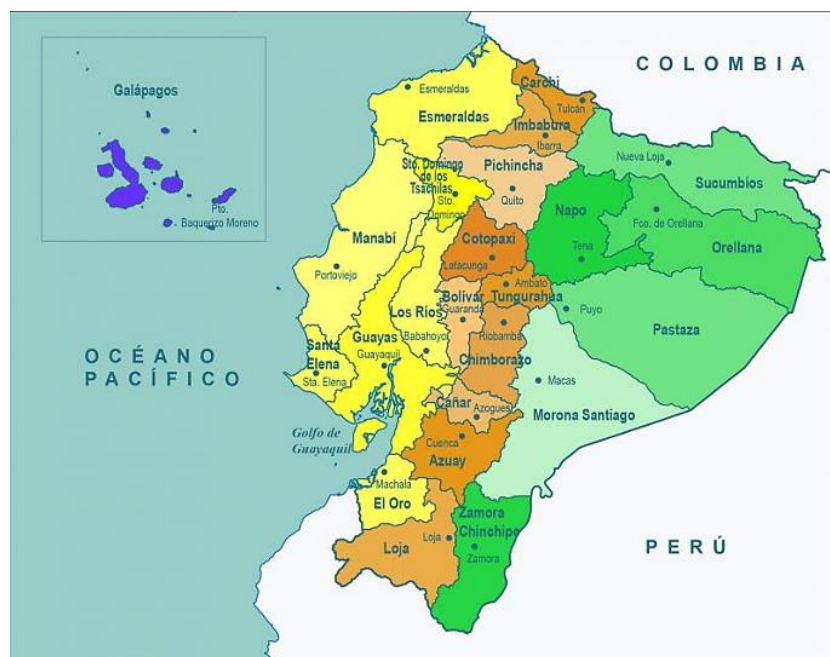 COLOMBIA
Galápagos
Pto.
Baquerizo Moreno
Esmeraldas
Esmeraldas
Carchi
Tulcán
Imbabura
Ibarra
Sto. Domingo
de los
Tsachilas
Sto.
Domingo
Pichincha
Quito
Nueva Loja
Sucumbios
Napo
Tena
Fco. de Orellana
Orellana
Manabí
Portoviejo
Cotopaxi
Latacunga
Ambato
Tungurahua
Bolívar
Guaranda
Los Ríos
Babahoyo
Riobamba
Chimborazo
Puyo
Pastaza
Santa
Elena
Sta. Elena
Guayas
Guayaquil
OCÉANO
PACÍFICO
Macas
Morona Santiago
Cañar
Azogues
Golfo de
Guayaquil
Cuenca
Azuay
Machala
El Oro
Zamora
Chinchipe
Zamora
Loja
Loja
PERÚ